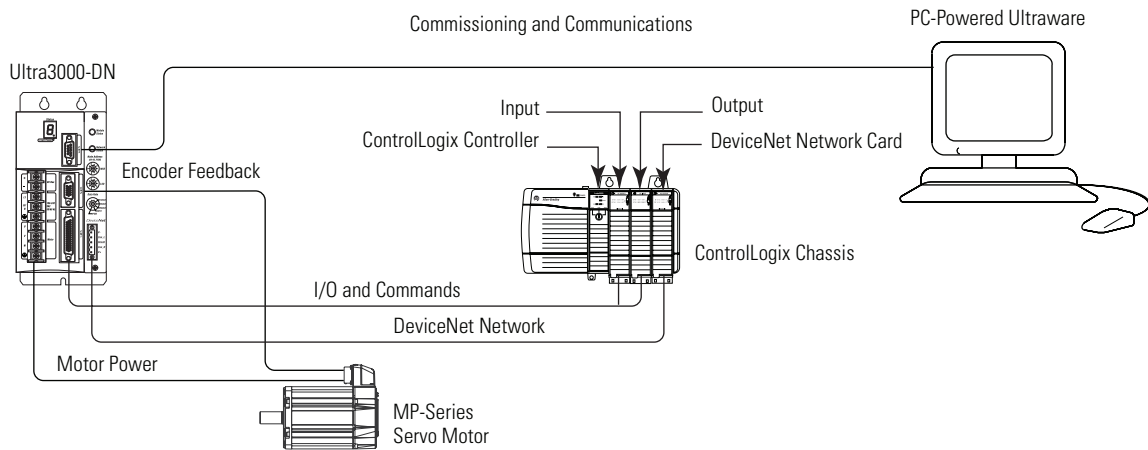 Commissioning and Communications
PC-Powered Ultraware
Ultra3000-DN
Input
Output
ControlLogix Controller
DeviceNet Network Card
Encoder Feedback
ControlLogix Chassis
I/O and Commands
DeviceNet Network
Motor Power
MP-Series
Servo Motor